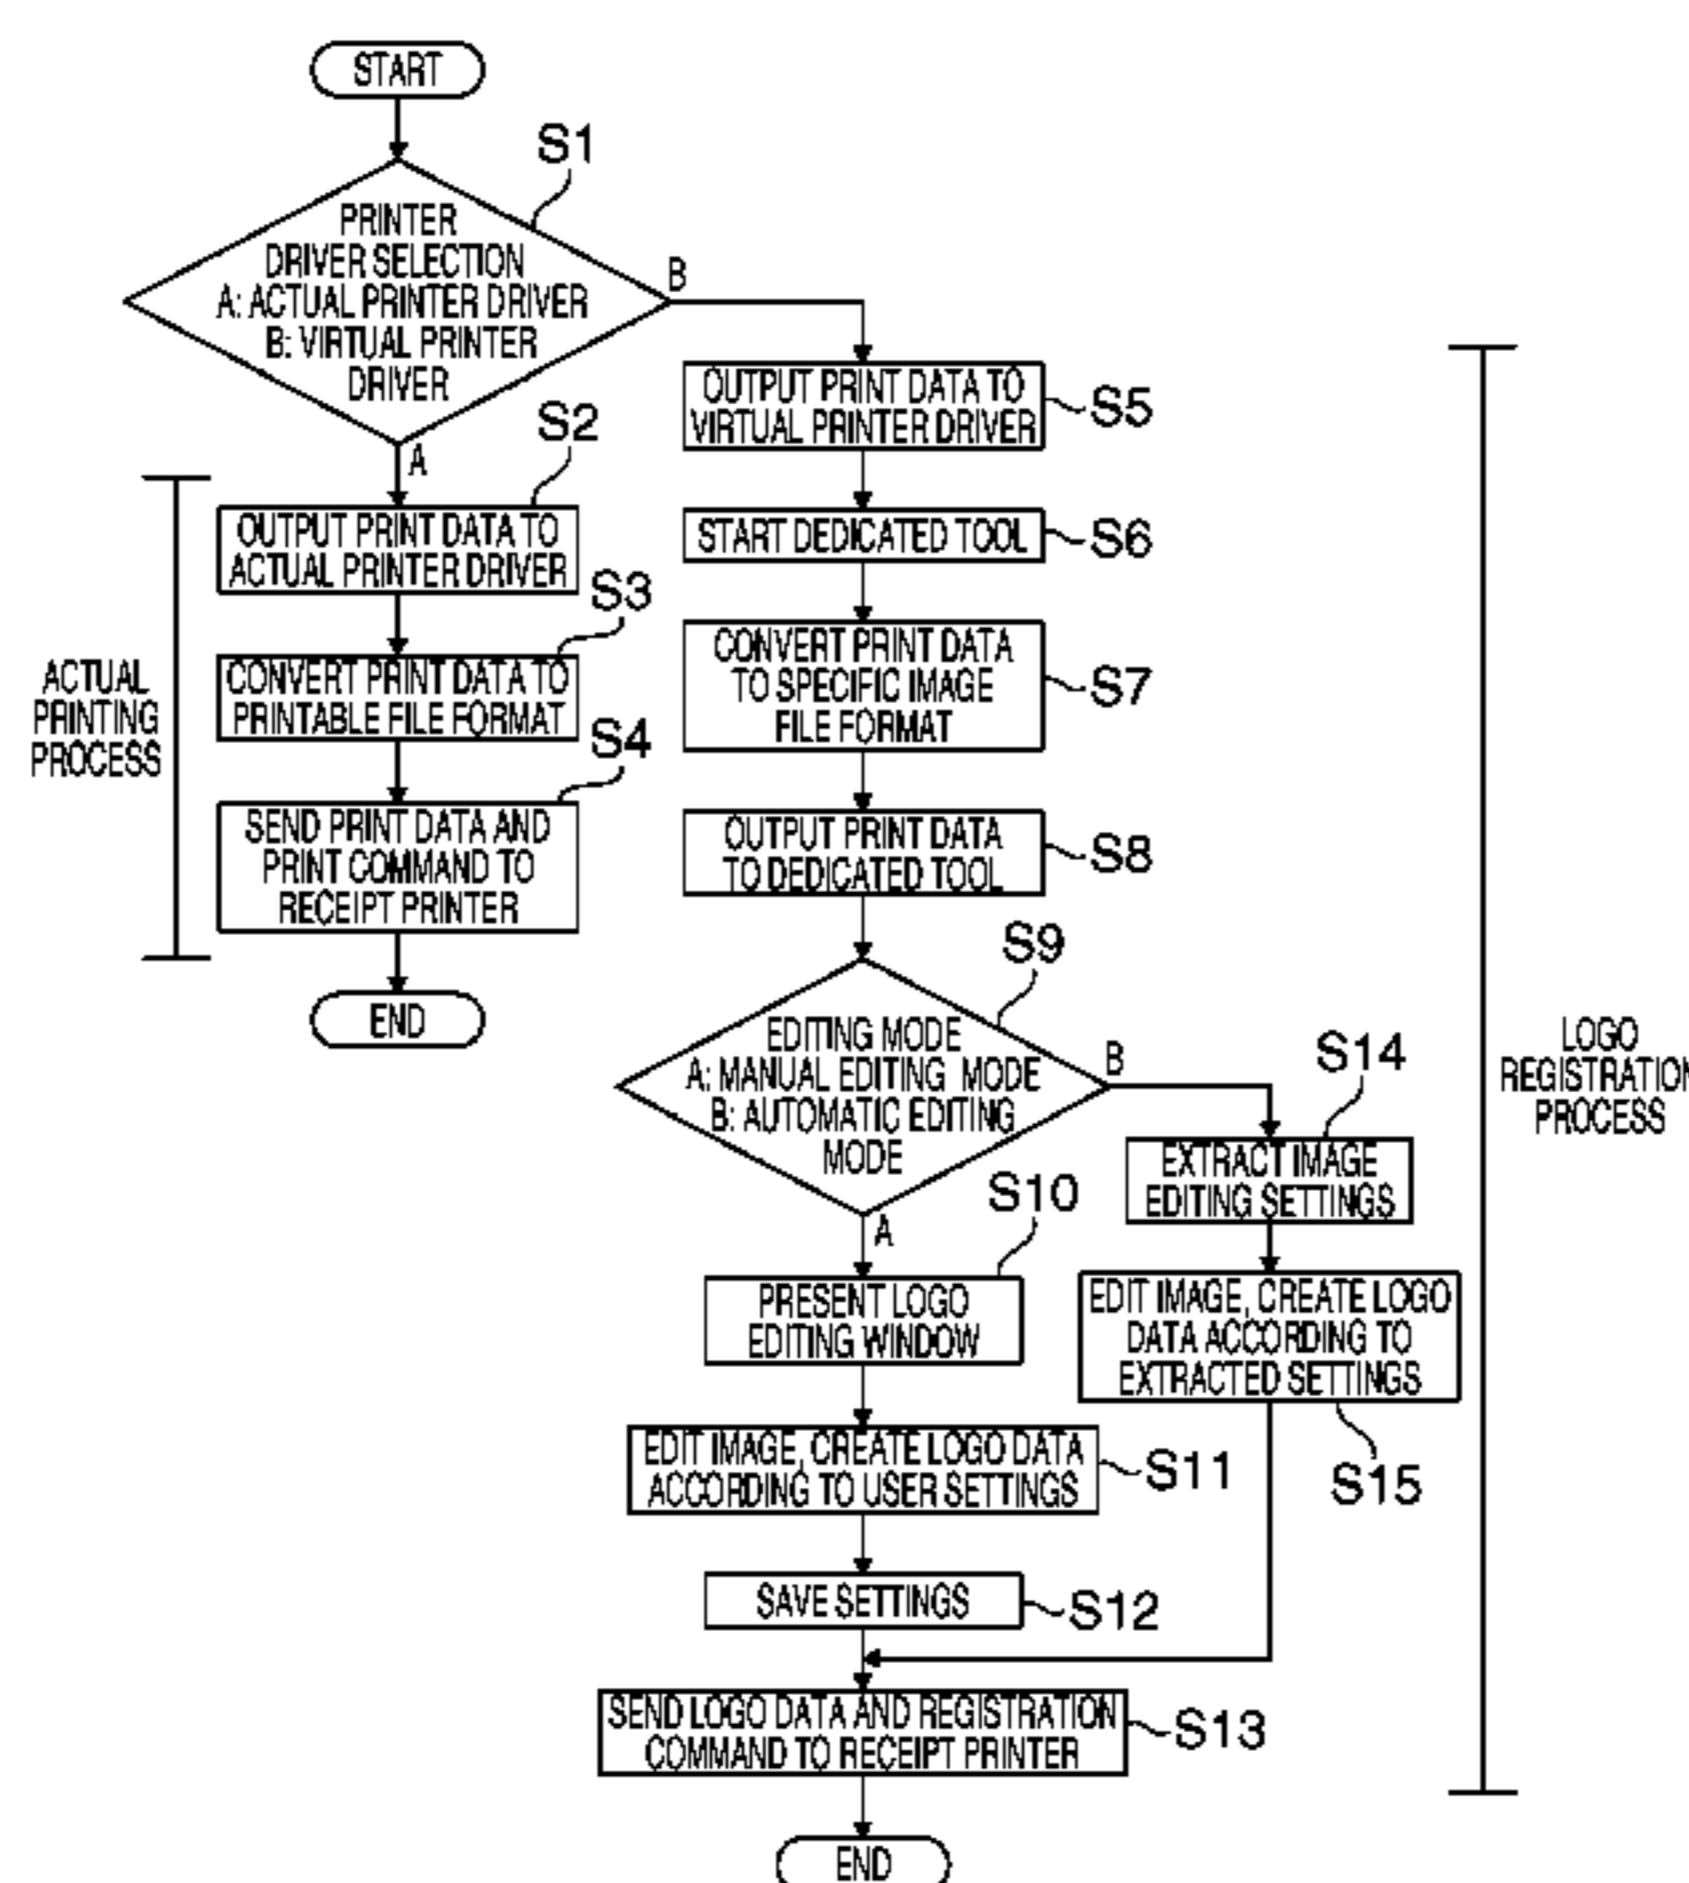 START
S1
PRINTER
DRIVER SELECTION
A: ACTUAL PRINTER DRIVER
B: VIRTUAL PRINTER
DRIVER
B
A
S2
OUTPUT PRINT DATA TO
ACTUAL PRINTER DRIVER
S3
CONVERT PRINT DATA TO
PRINTABLE FILE FORMAT
S4
SEND PRINT DATA AND
PRINT COMMAND TO
RECEIPT PRINTER
END
ACTUAL
PRINTING
PROCESS
OUTPUT PRINT DATA TO
VIRTUAL PRINTER DRIVER
S5
START DEDICATED TOOL
S6
CONVERT PRINT DATA
TO SPECIFIC IMAGE
FILE FORMAT
S7
OUTPUT PRINT DATA
TO DEDICATED TOOL
S8
S9
EDITING MODE
A: MANUAL EDITING MODE
B: AUTOMATIC EDITING
MODE
B
A
S10
PRESENT LOGO
EDITING WINDOW
EDIT IMAGE, CREATE LOGO DATA
ACCORDING TO USER SETTINGS
S11
SAVE SETTINGS
S12
SEND LOGO DATA AND REGISTRATION
COMMAND TO RECEIPT PRINTER
S13
END
S14
EXTRACT IMAGE
EDITING SETTINGS
EDIT IMAGE, CREATE LOGO
DATA ACCORDING TO
EXTRACTED SETTINGS
S15
LOGO
REGISTRATION
PROCESS